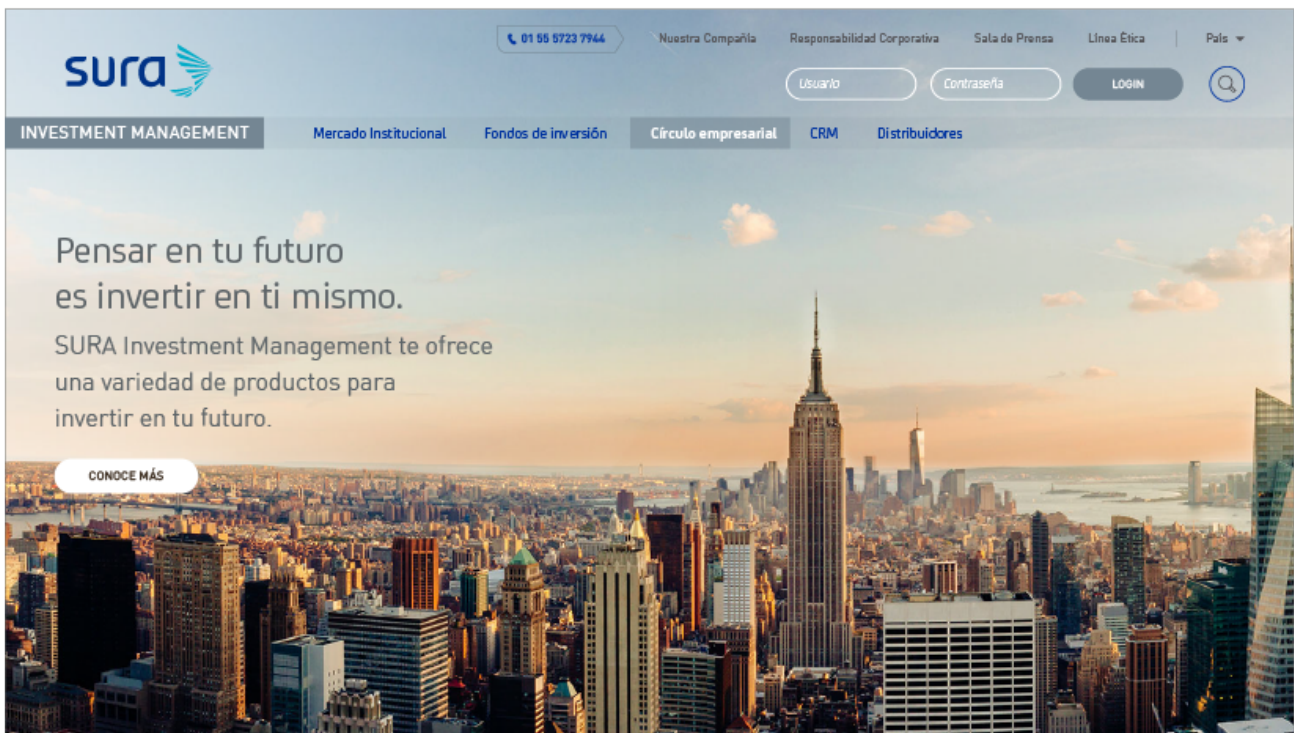 01 55 5723 7944 Nuestra Compañía Responsabilidad Corporativa Sala de Prensa Línea Ética País
sura
Usuario Contraseña LOGIN
INVESTMENT MANAGEMENT Mercado Institucional Fondos de inversión Círculo empresarial CRM Distribuidores
Pensar en tu futuro
es invertir en ti mismo.
SURA Investment Management te ofrece
una variedad de productos para
invertir en tu futuro.
CONOCE MÁS